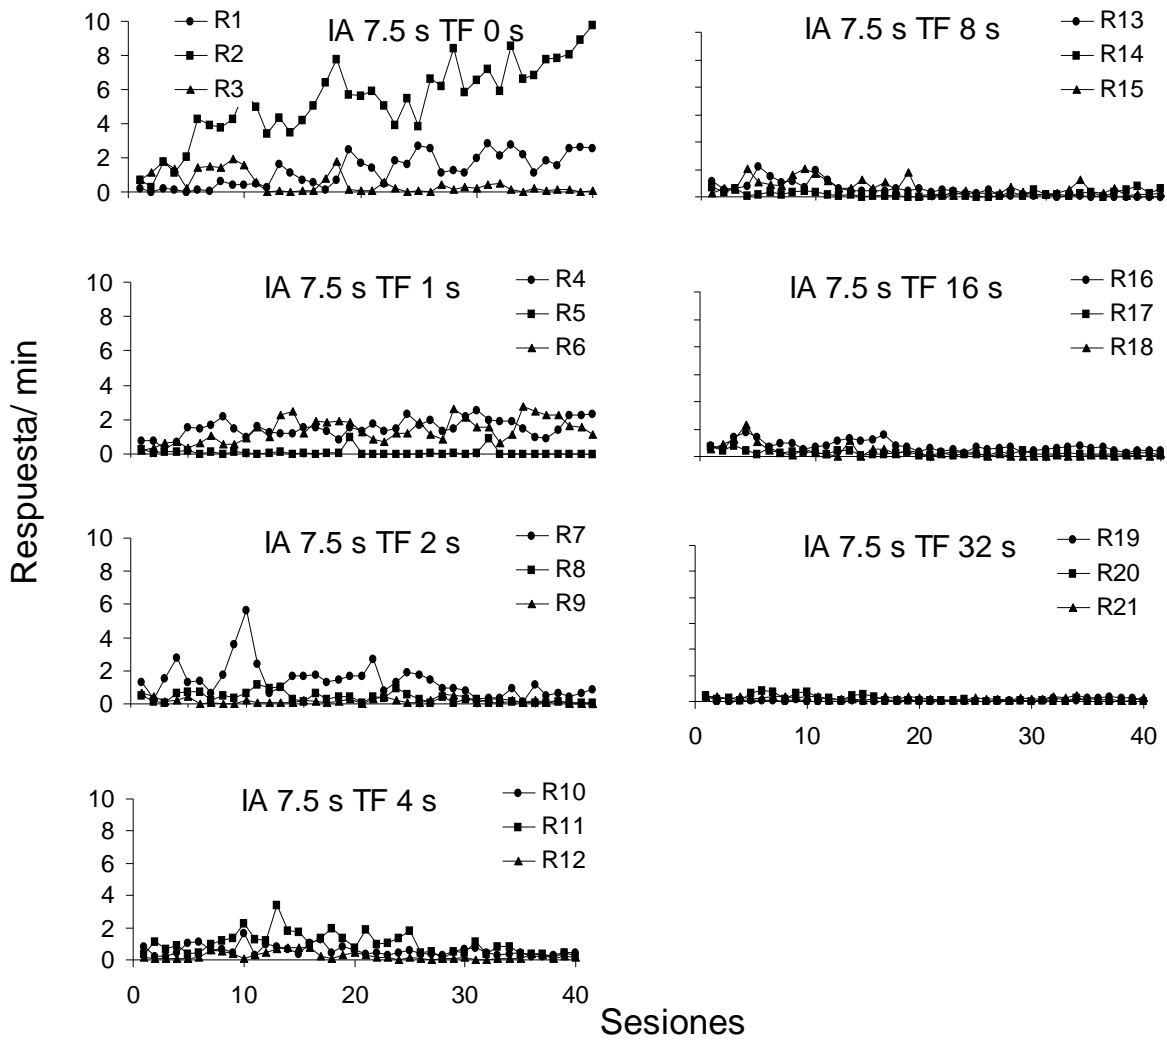 IA 7.5 s TF 0 s
R1
R2
R3
10
8
6
4
2
0
IA 7.5 s TF 8 s
R13
R14
R15
IA 7.5 s TF 1 s
R4
R5
R6
10
8
6
4
2
0
IA 7.5 s TF 16 s
R16
R17
R18
Respuesta/ min
IA 7.5 s TF 2 s
R7
R8
R9
10
8
6
4
2
0
IA 7.5 s TF 32 s
R19
R20
R21
0 10 20 30 40
IA 7.5 s TF 4 s
R10
R11
R12
10
8
6
4
2
0
0 10 20 30 40
Sesiones